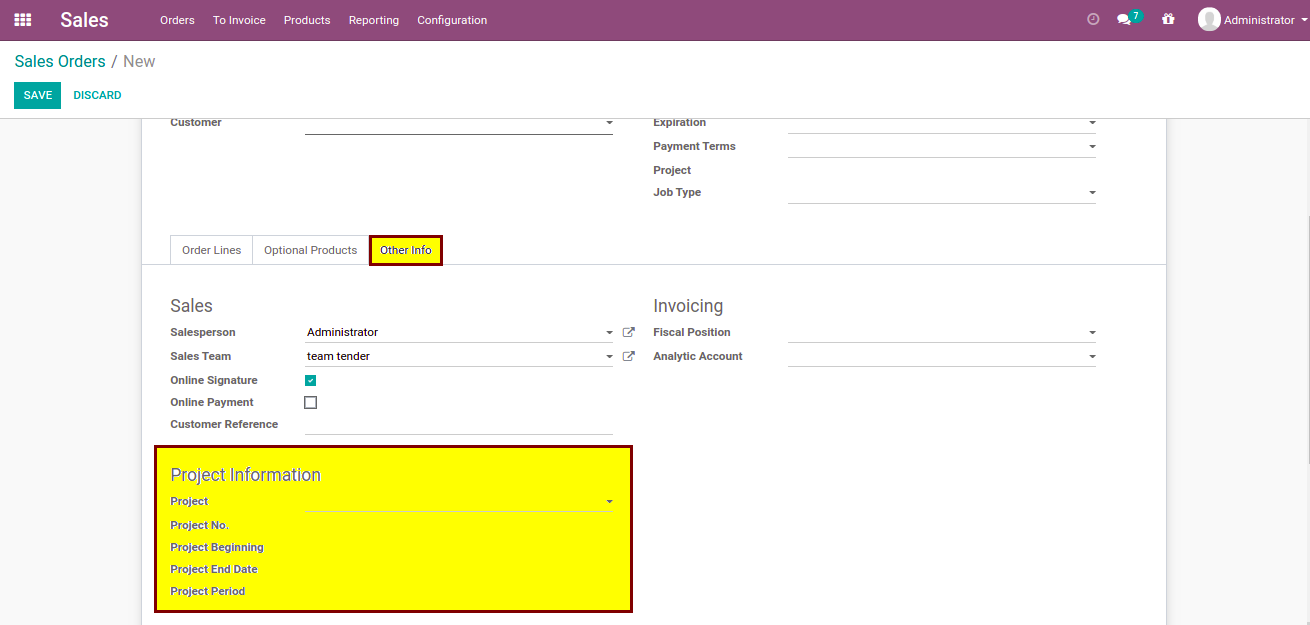 Sales Orders To Invoice Products Reporting Configuration 7 Administrator
Sales Orders / New
SAVE DISCARD
Customer
Expiration
Payment Terms
Project
Job Type
Order Lines Optional Products Other Info
Sales
Salesperson Administrator
Sales Team team tender
Online Signature
Online Payment
Customer Reference
Invoicing
Fiscal Position
Analytic Account
Project Information
Project
Project No.
Project Beginning
Project End Date
Project Period